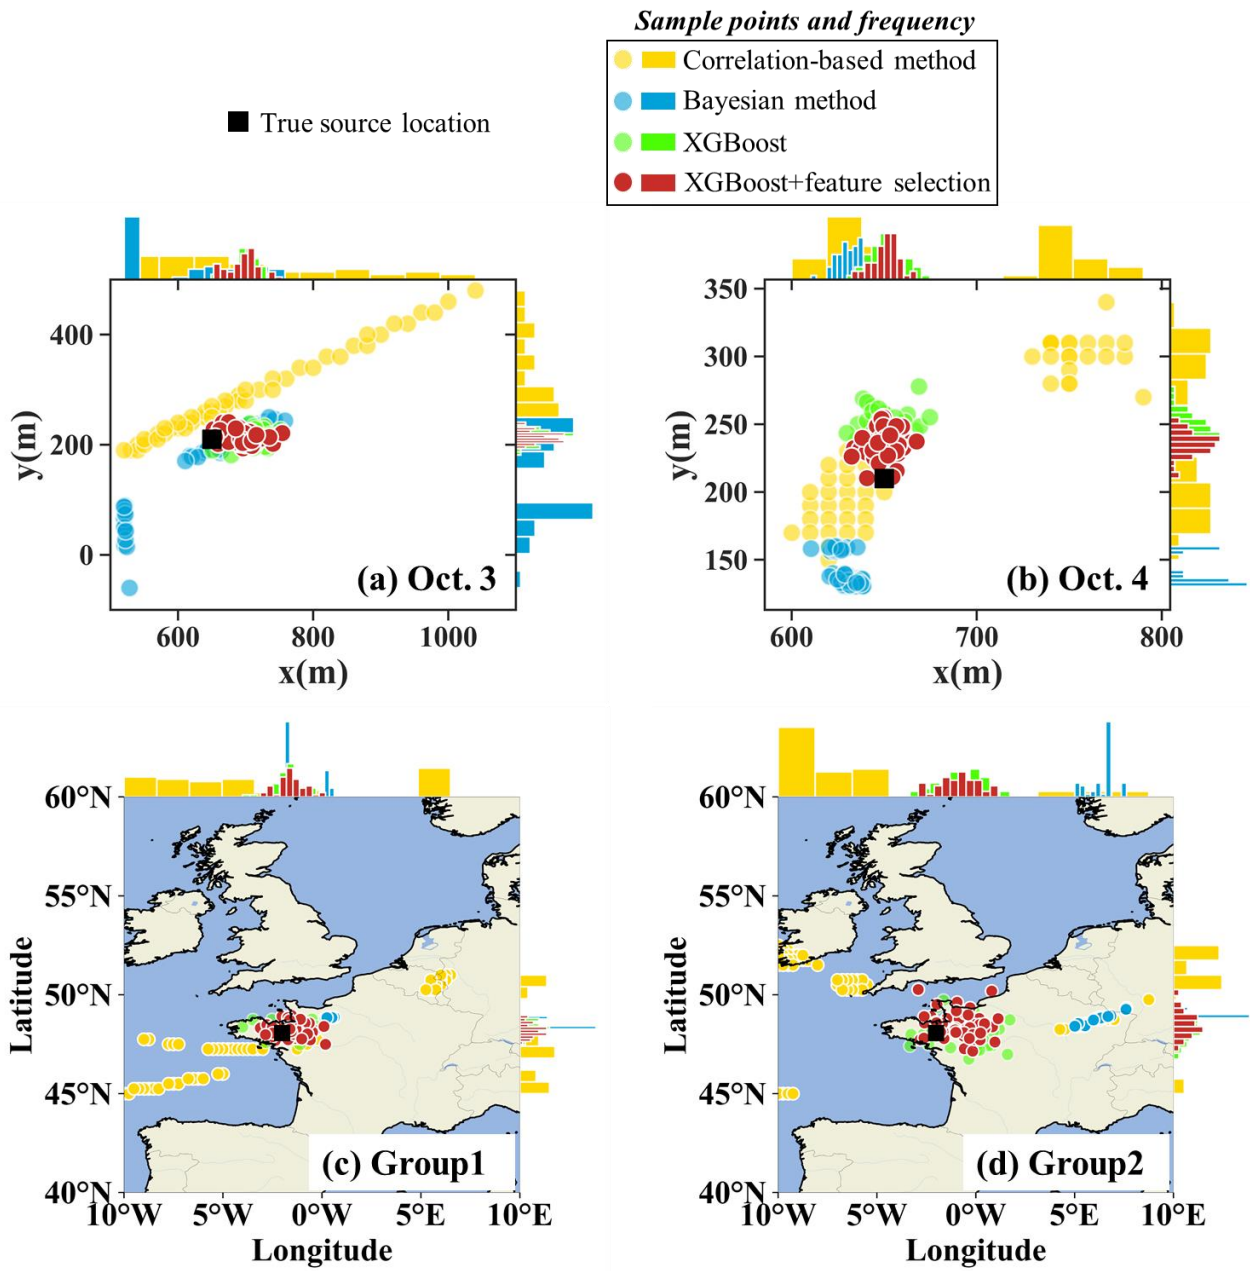 Sample points and frequency
Correlation-based method
Bayesian method
XGBoost
XGBoost+feature selection
True source location
400
200
0
y(m)
(a) Oct. 3
600
800
1000
x(m)
350
300
250
200
150
y(m)
(b) Oct. 4
600
700
800
x(m)
60°N
55°N
50°N
45°N
40°N
Latitude
(c) Group1
10°W
5°W
0°W
5°E
10°E
Longitude
60°N
55°N
50°N
45°N
40°N
Latitude
(d) Group2
10°W
5°W
0°W
5°E
10°E
Longitude